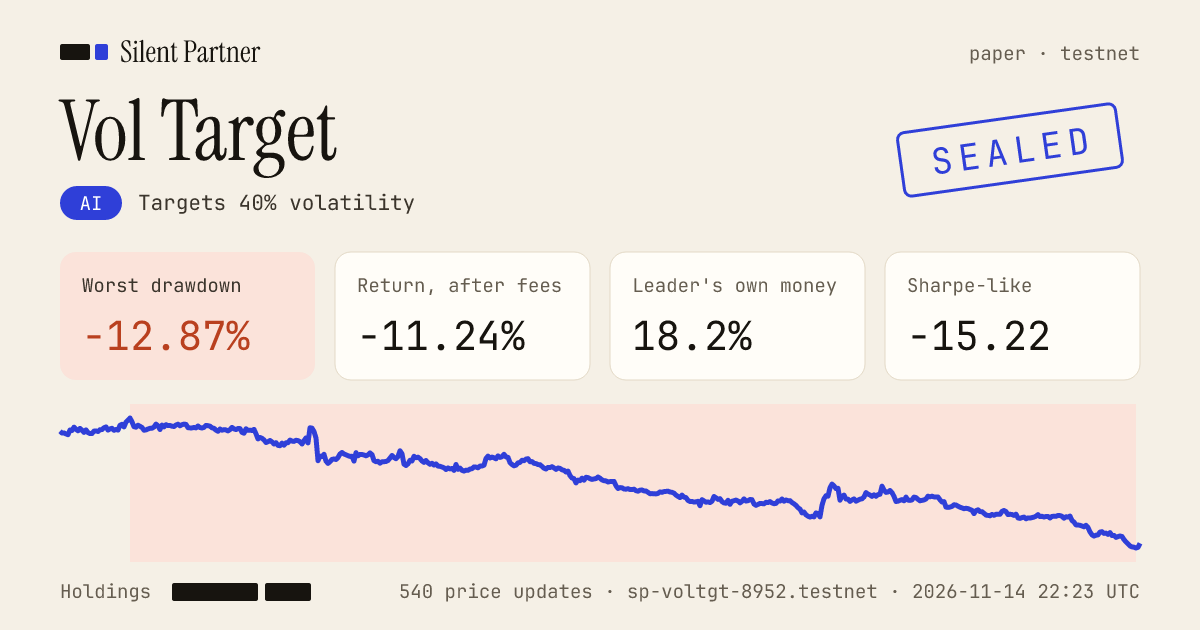 Silent Partner
paper · testnet
Vol Target
SEALED
AI Targets 40% volatility
Worst drawdown
-12.87%
Return, after fees
-11.24%
Leader's own money
18.2%
Sharpe-like
-15.22
Holdings
540 price updates · sp-voltgt-8952.testnet · 2026-11-14 22:23 UTC